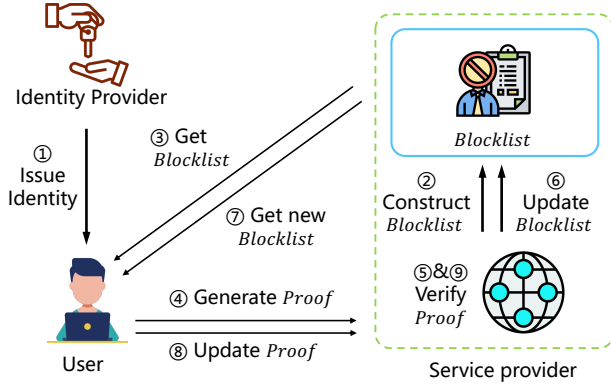 Identity Provider
①
Issue
Identity
③ Get
Blocklist
⑦ Get new
Blocklist
Blocklist
②
Construct
Blocklist
⑥
Update
Blocklist
⑤&⑨
Verify
Proof
④ Generate Proof
⑧ Update Proof
User
Service provider